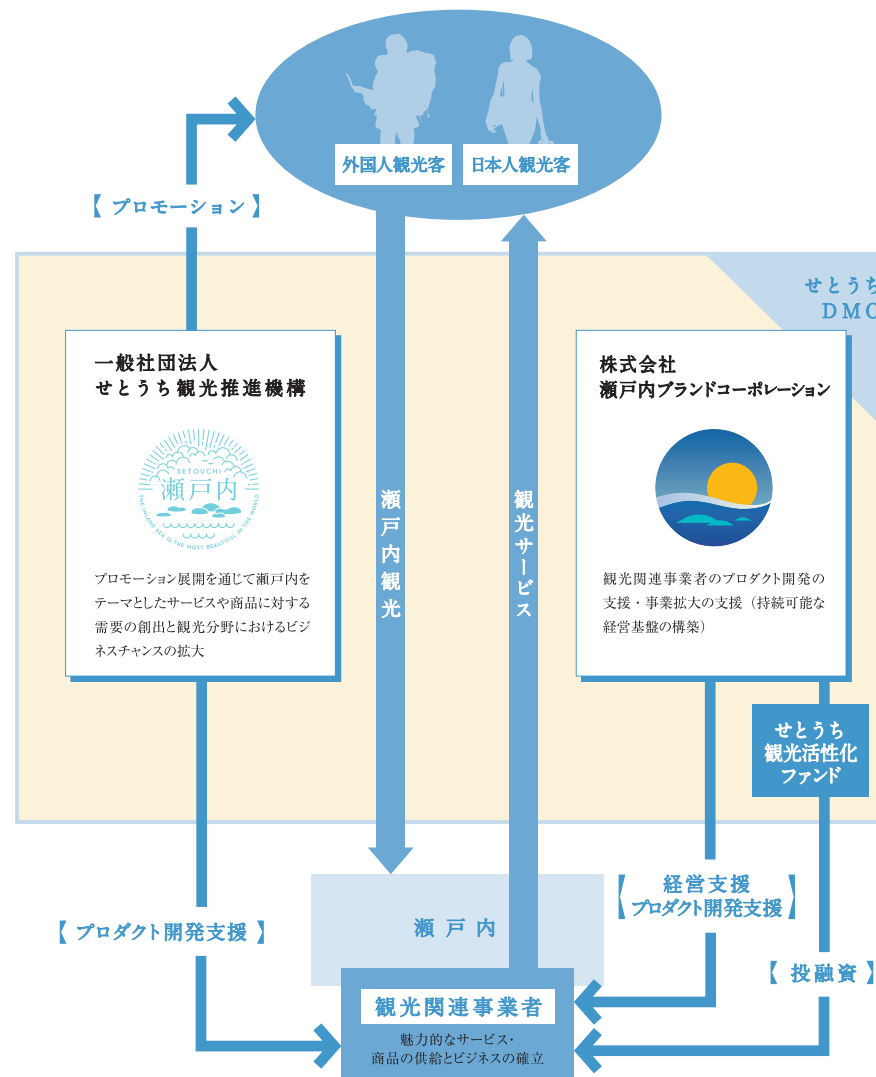 外国人観光客
日本人観光客
【プロモーション】
せとうち
DMO
一般社団法人
せとうち観光推進機構
SETOUCHI
瀬戸内
THE INLAND SEA IS THE MOST BEAUTIFUL IN THE WORLD
プロモーション展開を通じて瀬戸内を
テーマとしたサービスや商品に対する
需要の創出と観光分野におけるビジ
ネスチャンスの拡大
瀬戸内観光
観光サービス
株式会社
瀬戸内ブランドコーポレーション
観光関連事業者のプロダクト開発の
支援・事業拡大の支援（持続可能な
経営基盤の構築）
せとうち
観光活性化
ファンド
【プロダクト開発支援】
瀬戸内
【経営支援
プロダクト開発支援】
【投融資】
観光関連事業者
魅力的なサービス・
商品の供給とビジネスの確立